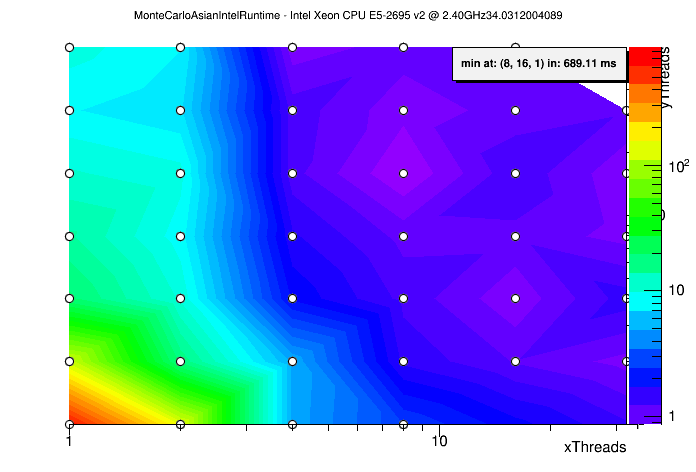 MonteCarloAsianIntelRuntime - Intel Xeon CPU E5-2695 v2 @ 2.40GHz34.0312004089
min at: (8, 16, 1) in: 689.11 ms
yThreads
10²
10
1
1
10
xThreads